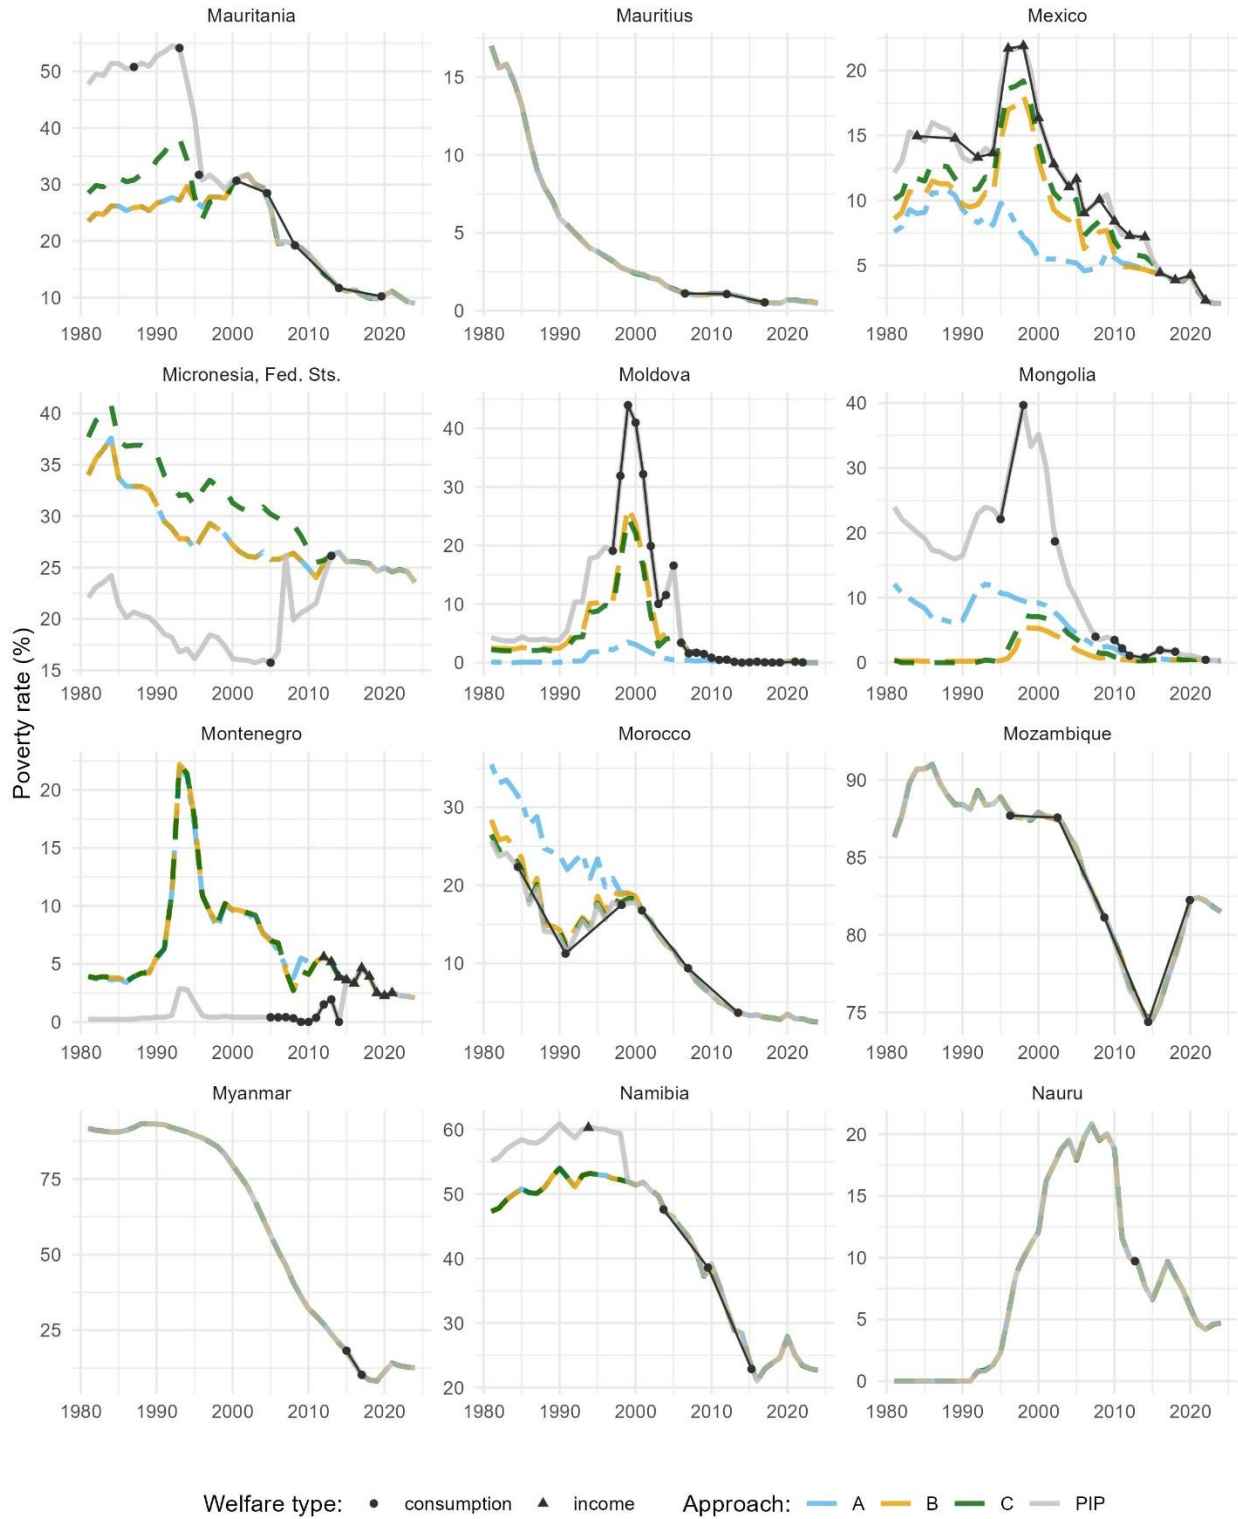 Mauritania
Mauritius
Mexico
50
40
30
20
10
15
10
5
0
20
15
10
5
1980 1990 2000 2010 2020
1980 1990 2000 2010 2020
1980 1990 2000 2010 2020
Micronesia, Fed. Sts.
Moldova
Mongolia
40
35
30
25
20
15
40
30
20
10
0
40
30
20
10
0
1980 1990 2000 2010 2020
1980 1990 2000 2010 2020
1980 1990 2000 2010 2020
Poverty rate (%)
Montenegro
Morocco
Mozambique
20
15
10
5
0
30
20
10
90
85
80
75
1980 1990 2000 2010 2020
1980 1990 2000 2010 2020
1980 1990 2000 2010 2020
Myanmar
Namibia
Nauru
75
50
25
60
50
40
30
20
20
15
10
5
0
1980 1990 2000 2010 2020
1980 1990 2000 2010 2020
1980 1990 2000 2010 2020
Welfare type: consumption income Approach: A B C PIP